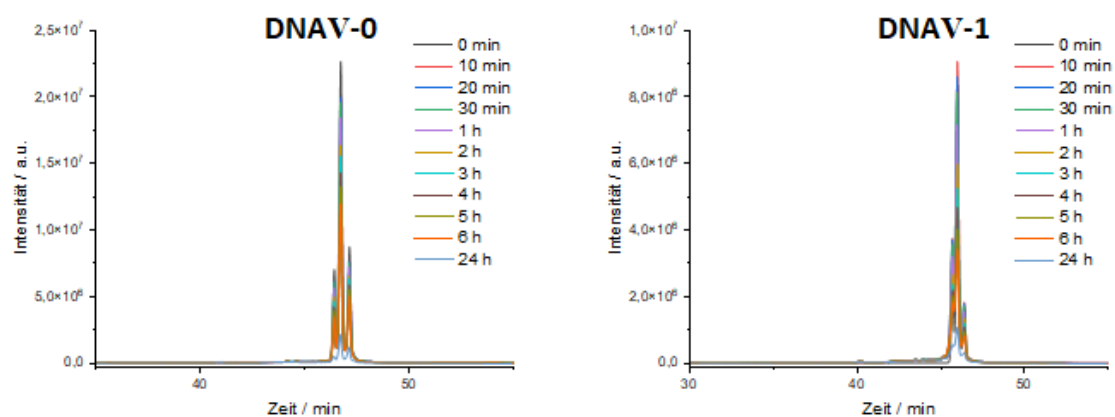 DNAV-0
2,5×10⁷
2,0×10⁷
1,5×10⁷
1,0×10⁷
5,0×10⁶
0,0
Intensität / a.u.
40
50
Zeit / min
0 min
10 min
20 min
30 min
1 h
2 h
3 h
4 h
5 h
6 h
24 h
DNAV-1
1,0×10⁷
8,0×10⁶
6,0×10⁶
4,0×10⁶
2,0×10⁶
0,0
Intensität / a.u.
30
40
50
Zeit / min
0 min
10 min
20 min
30 min
1 h
2 h
3 h
4 h
5 h
6 h
24 h